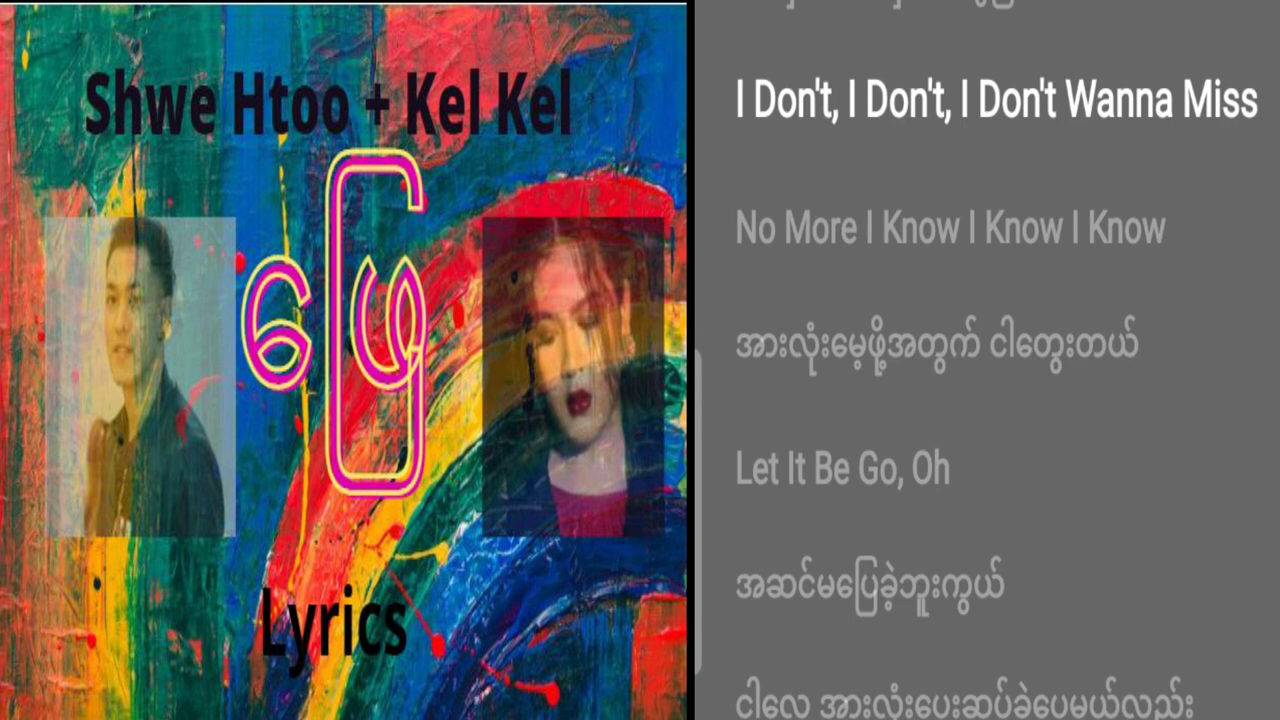 Shwe Htoo + Kel Kel
ဖြေ
Lyrics
I Don't, I Don't, I Don't Wanna Miss
No More I Know I Know I Know
အားလုံးမေ့ဖို့အတွက် ငါတွေးတယ်
Let It Be Go, Oh
အဆင်မပြေခဲ့ဘူးကွယ်
ငါလေ အားလုံးပေးဆပ်ခဲ့ပေမယ့်လည်း